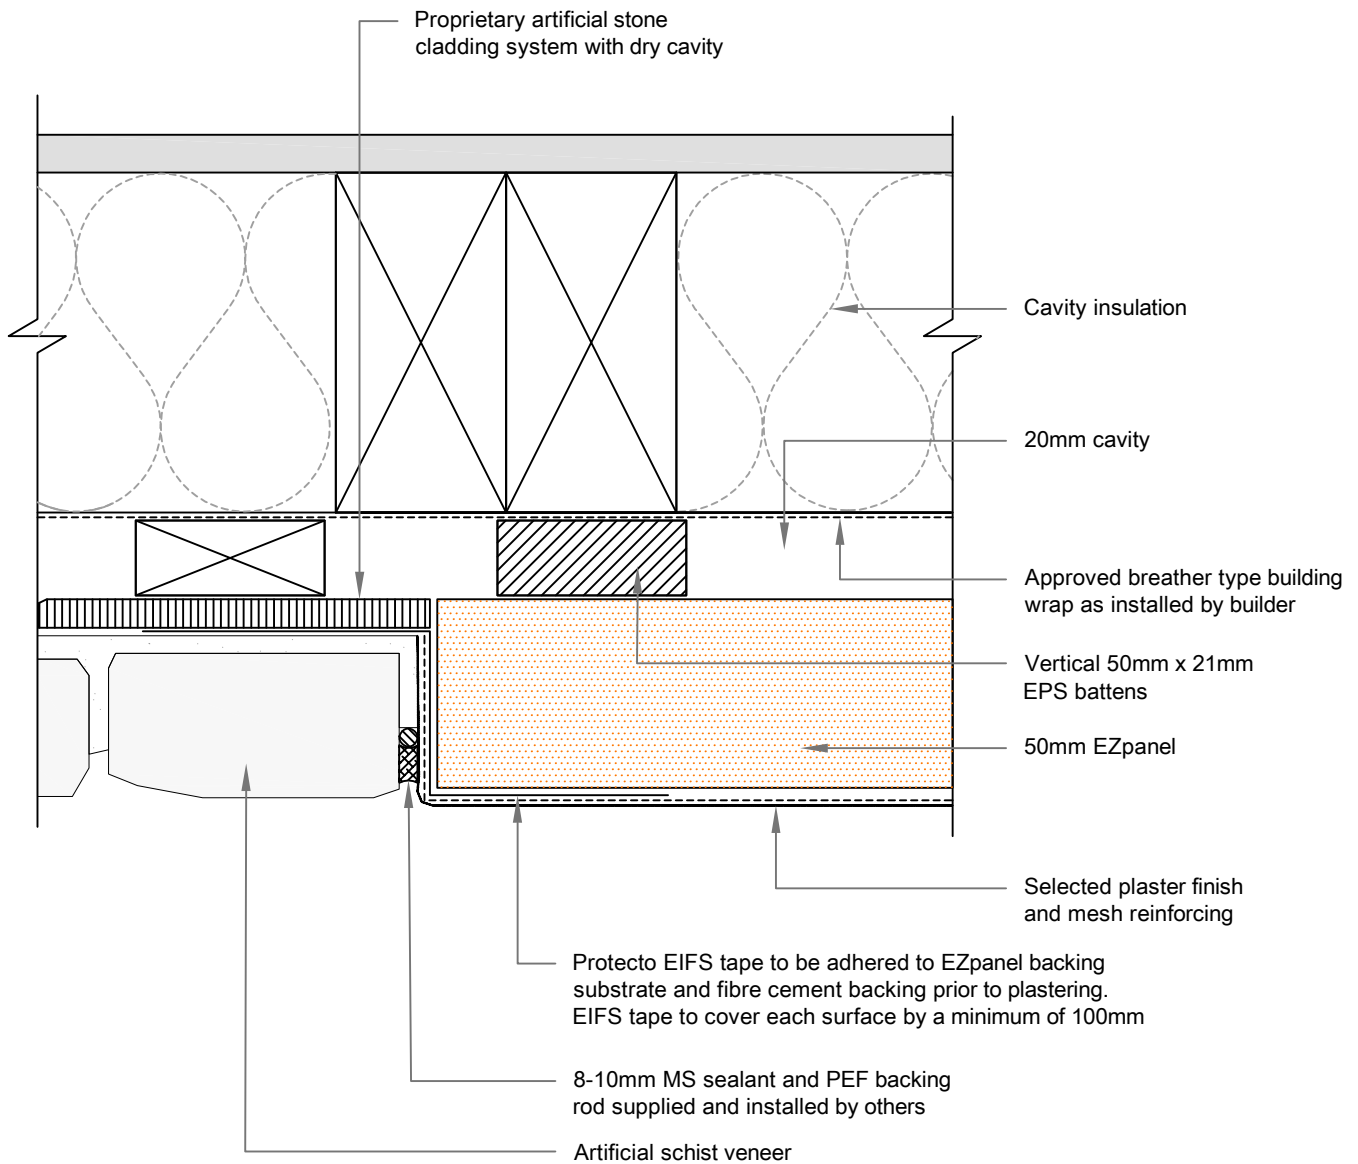 Proprietary artificial stone
cladding system with dry cavity
Cavity insulation
20mm cavity
Approved breather type building
wrap as installed by builder
Vertical 50mm x 21mm
EPS battens
50mm EZpanel
Selected plaster finish
and mesh reinforcing
Protecto EIFS tape to be adhered to EZpanel backing
substrate and fibre cement backing prior to plastering.
EIFS tape to cover each surface by a minimum of 100mm
8-10mm MS sealant and PEF backing
rod supplied and installed by others
Artificial schist veneer